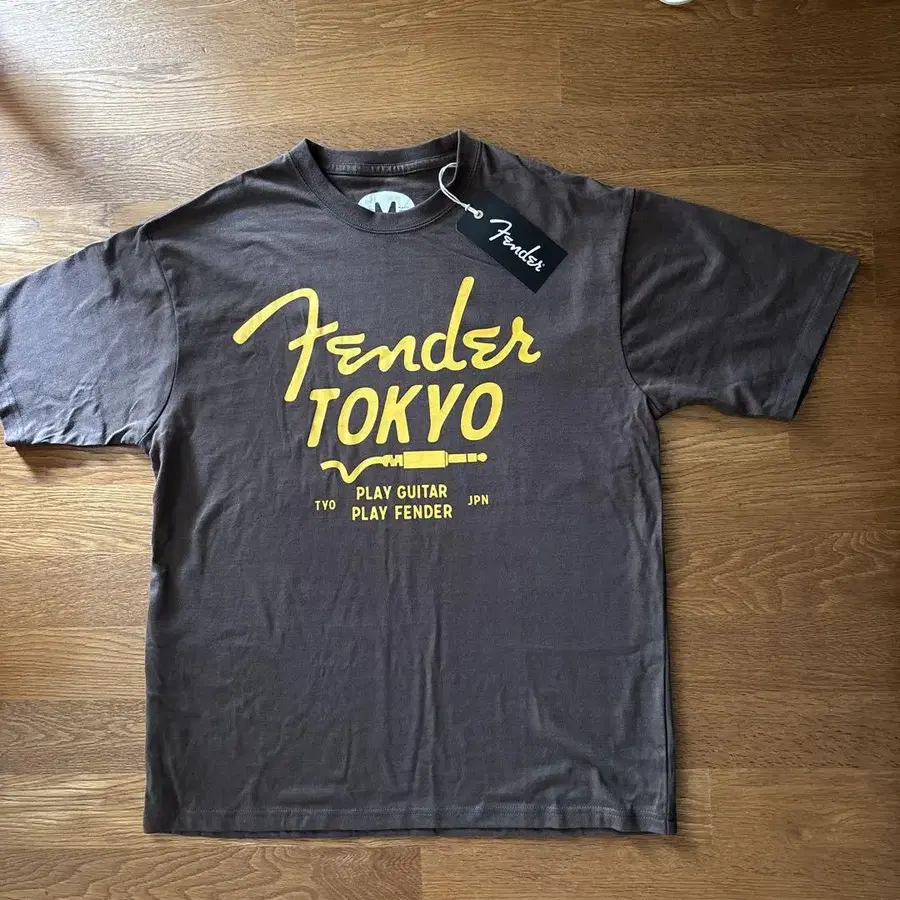 M
Fender
Fender
TOKYO
TYO
PLAY GUITAR
PLAY FENDER
JPN